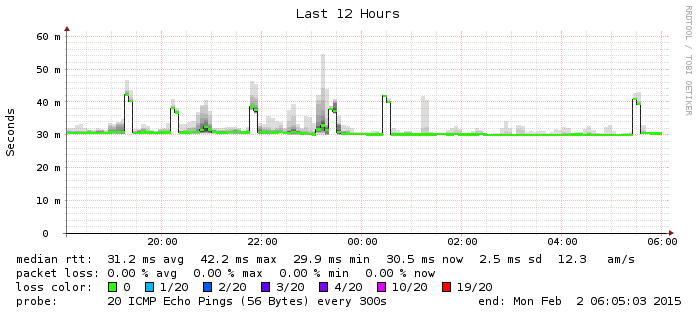 Last 12 Hours
RRDTOOL / TOBI OETIKER
Seconds
60 m
50 m
40 m
30 m
20 m
10 m
0
20:00 22:00 00:00 02:00 04:00 06:00
median rtt: 31.2 ms avg 42.2 ms max 29.9 ms min 30.5 ms now 2.5 ms sd 12.3 am/s
packet loss: 0.00 % avg 0.00 % max 0.00 % min 0.00 % now
loss color: 0 1/20 2/20 3/20 4/20 10/20 19/20
probe: 20 ICMP Echo Pings (56 Bytes) every 300s end: Mon Feb 2 06:05:03 2015